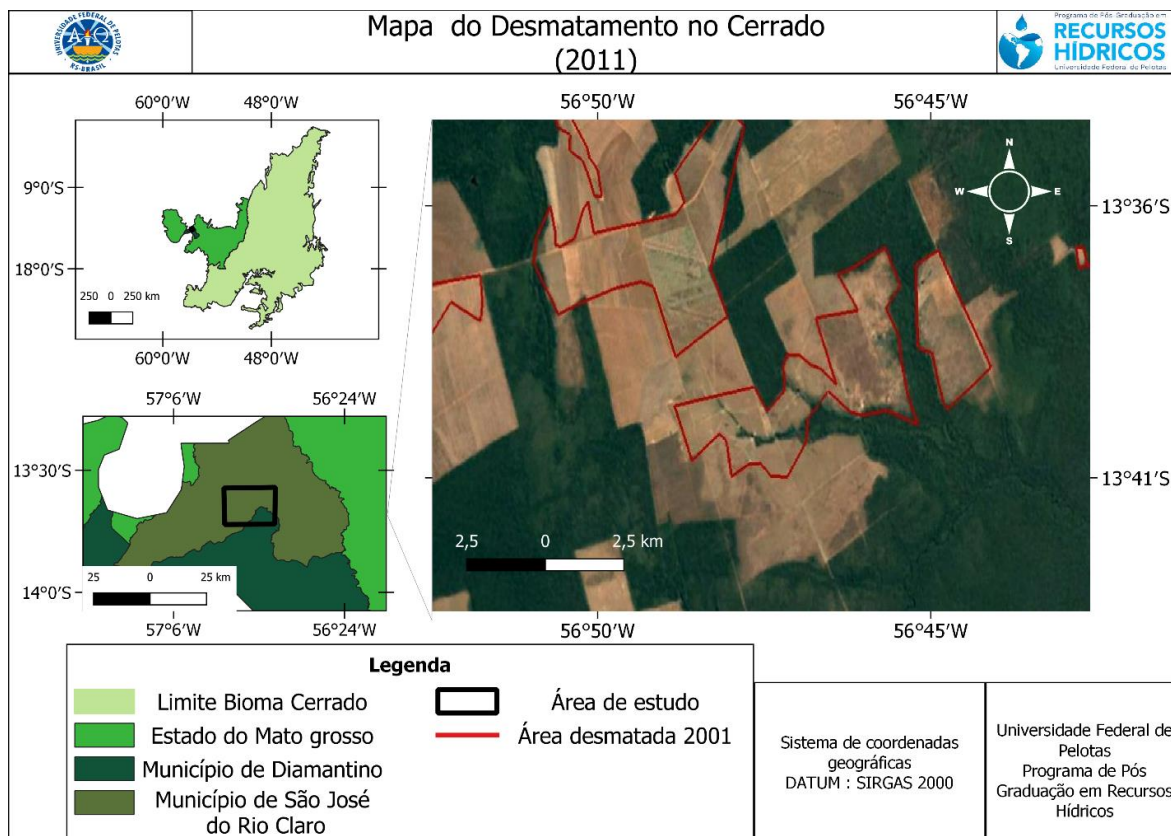 UNIVERSIDADE FEDERAL DE PELOTAS
RS-BRASIL
Mapa do Desmatamento no Cerrado
(2011)
Programa de Pós-Graduação em
RECURSOS
HÍDRICOS
Universidade Federal de Pelotas
60°0'W 48°0'W
9°0'S
18°0'S
250 0 250 km
60°0'W 48°0'W
57°6'W 56°24'W
13°30'S
14°0'S
25 0 25 km
57°6'W 56°24'W
56°50'W 56°45'W
N
W E
S
13°36'S
13°41'S
2,5 0 2,5 km
56°50'W 56°45'W
Legenda
Limite Bioma Cerrado
Estado do Mato grosso
Município de Diamantino
Município de São José
do Rio Claro
Área de estudo
Área desmatada 2001
Sistema de coordenadas
geográficas
DATUM : SIRGAS 2000
Universidade Federal de
Pelotas
Programa de Pós
Graduação em Recursos
Hídricos